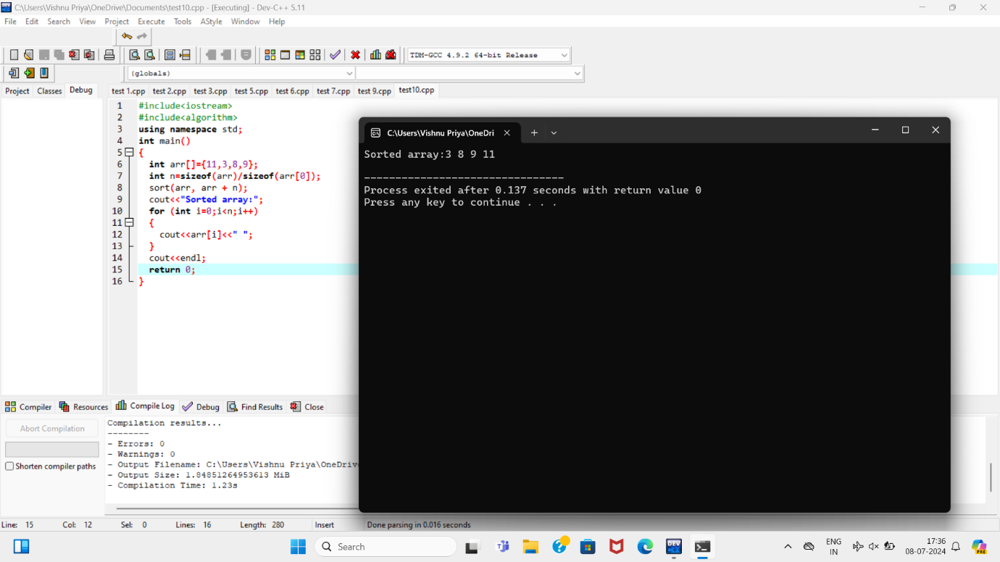 C:\Users\Vishnu Priya\OneDrive\Documents\test10.cpp - [Executing] - Dev-C++ 5.11
File Edit Search View Project Execute Tools AStyle Window Help
TDM-GCC 4.9.2 64-bit Release
(globals)
Project Classes Debug
test 1.cpp test 2.cpp test 3.cpp test 5.cpp test 6.cpp test 7.cpp test 9.cpp test10.cpp
1 #include<iostream>
2 #include<algorithm>
3 using namespace std;
4 int main()
5 {
6 int arr[]={11,3,8,9};
7 int n=sizeof(arr)/sizeof(arr[0]);
8 sort(arr, arr + n);
9 cout<<"Sorted array:";
10 for (int i=0;i<n;i++)
11 {
12 cout<<arr[i]<<" ";
13 }
14 cout<<endl;
15 return 0;
16 }
C:\Users\Vishnu Priya\OneDri
Sorted array:3 8 9 11
--------------------------------
Process exited after 0.137 seconds with return value 0
Press any key to continue . . .
Compiler Resources Compile Log Debug Find Results Close
Abort Compilation
Shorten compiler paths
Compilation results...
--------
- Errors: 0
- Warnings: 0
- Output Filename: C:\Users\Vishnu Priya\OneDriv
- Output Size: 1.84851264953613 MiB
- Compilation Time: 1.23s
Line: 15 Col: 12 Sel: 0 Lines: 16 Length: 280 Insert Done parsing in 0.016 seconds
Search
DEV
PRE
ENG
IN
17:36
08-07-2024